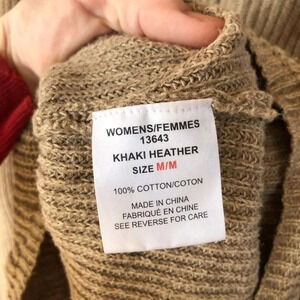 WOMENS/FEMMES
13643
KHAKI HEATHER
SIZE M/M
100% COTTON/COTON
MADE IN CHINA
FABRIQUÉ EN CHINE
SEE REVERSE FOR CARE